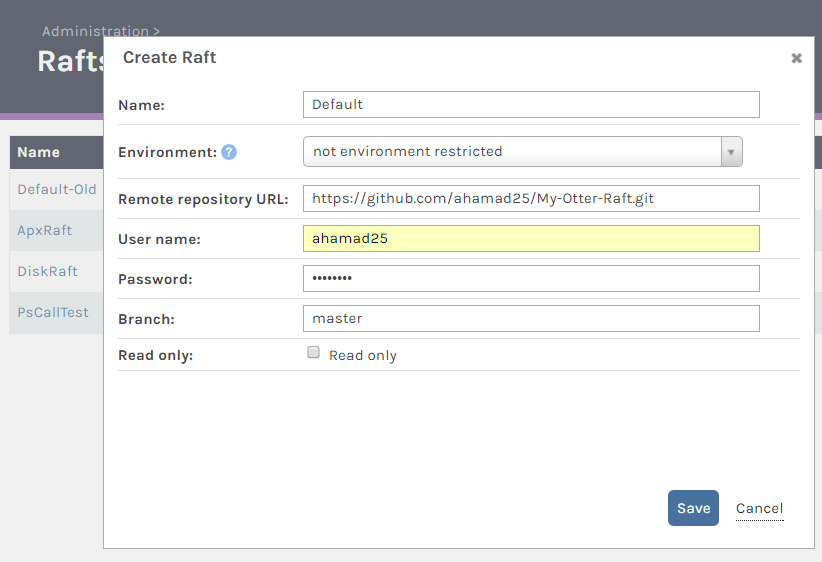 Administration >
Rafts
Create Raft
Name:
Default
Environment: ?
not environment restricted
Remote repository URL:
https://github.com/ahamad25/My-Otter-Raft.git
User name:
ahamad25
Password:
••••••••
Branch:
master
Read only:
Read only
Save
Cancel
Name
Default-Old
ApxRaft
DiskRaft
PsCallTest